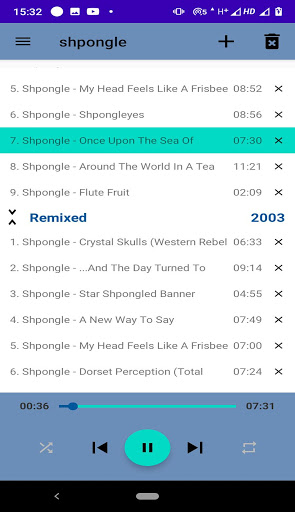 15:32
H+
shpongle
5. Shpongle - My Head Feels Like A Frisbee 08:52
6. Shpongle - Shpongleyes 08:56
7. Shpongle - Once Upon The Sea Of 07:30
8. Shpongle - Around The World In A Tea 11:21
9. Shpongle - Flute Fruit 02:09
Remixed 2003
1. Shpongle - Crystal Skulls (Western Rebel 06:33
2. Shpongle - ...And The Day Turned To 09:14
3. Shpongle - Star Shpongled Banner 04:55
4. Shpongle - A New Way To Say 07:49
5. Shpongle - My Head Feels Like A Frisbee 07:00
6. Shpongle - Dorset Perception (Total 07:24
00:36 07:31